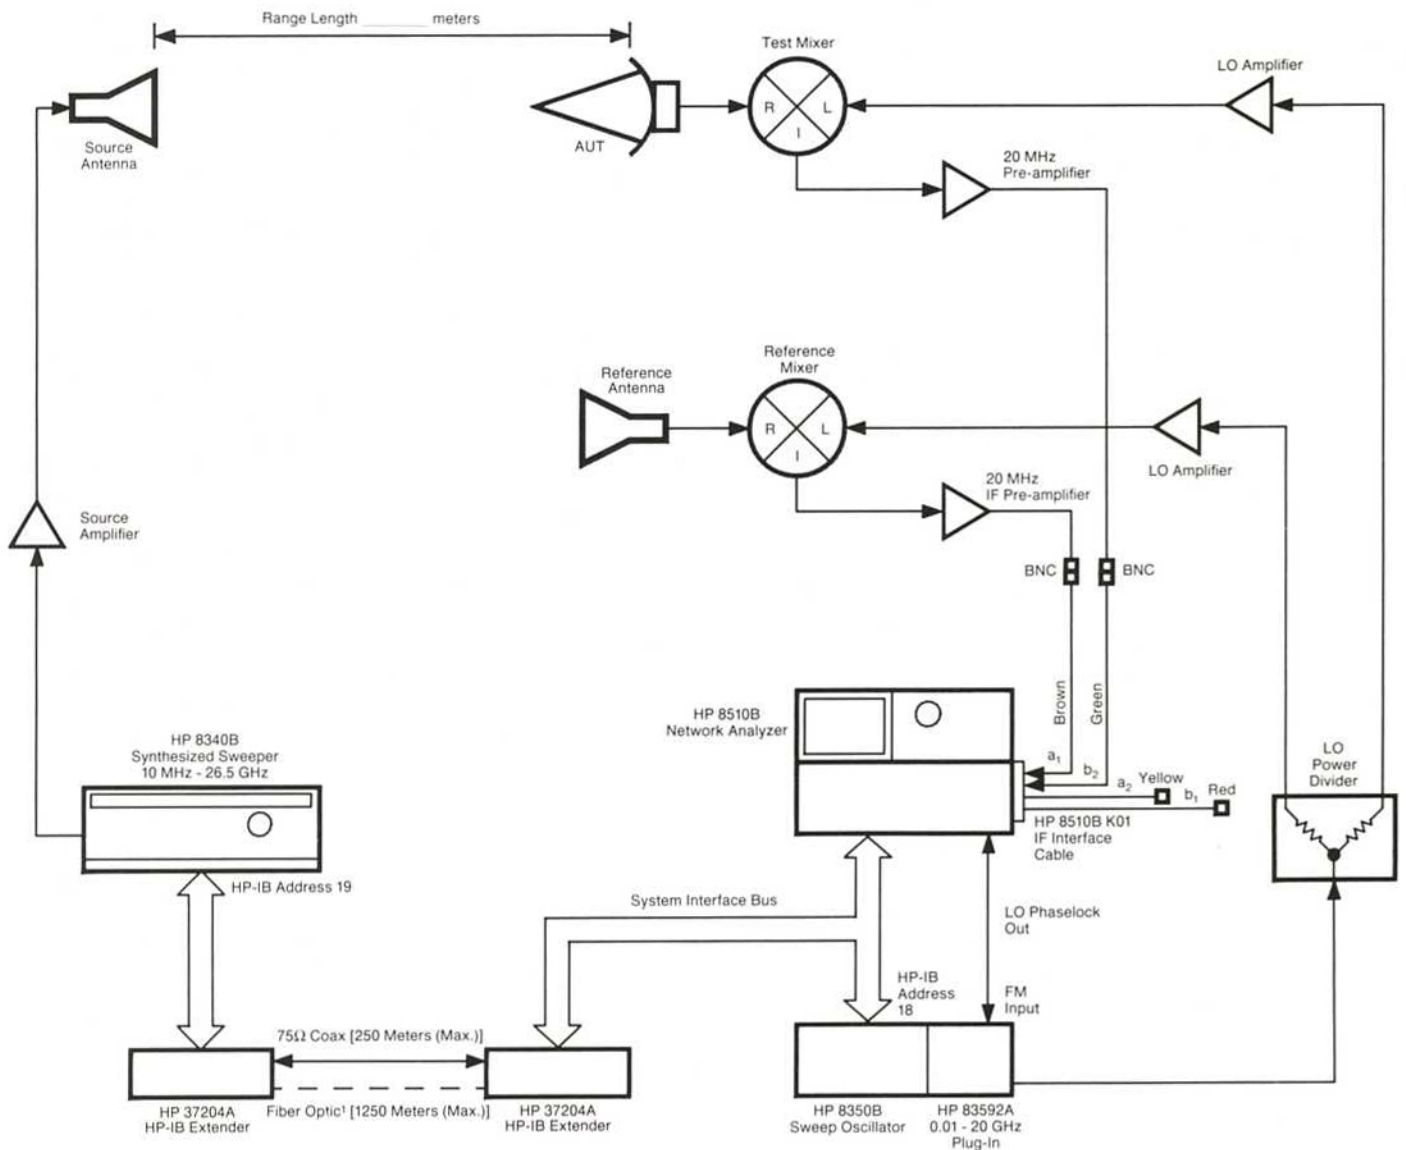 Range Length ________ meters
Test Mixer
LO Amplifier
R
L
I
Source
Antenna
AUT
20 MHz
Pre-amplifier
Reference
Mixer
Reference
Antenna
R
L
I
LO Amplifier
20 MHz
IF Pre-amplifier
Source
Amplifier
BNC
BNC
Brown
Green
HP 8510B
Network Analyzer
HP 8340B
Synthesized Sweeper
10 MHz - 26.5 GHz
LO
Power
Divider
a1
b2
a2
Yellow
b1
Red
HP 8510B K01
IF Interface
Cable
HP-IB Address 19
System Interface Bus
LO Phaselock
Out
HP-IB
Address
18
FM
Input
75Ω Coax [250 Meters (Max.)]
Fiber Optic¹ [1250 Meters (Max.)]
HP 37204A
HP-IB Extender
HP 37204A
HP-IB Extender
HP 8350B
Sweep Oscillator
HP 83592A
0.01 - 20 GHz
Plug-In